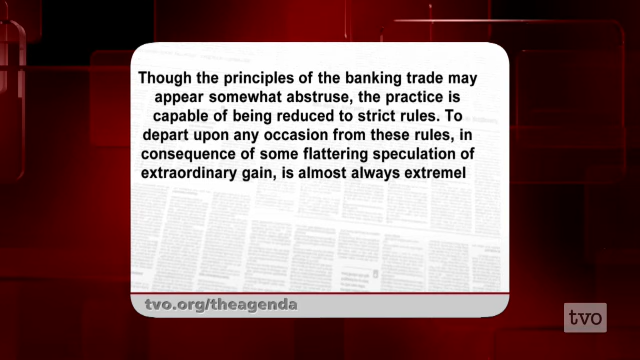 Though the principles of the banking trade may
appear somewhat abstruse, the practice is
capable of being reduced to strict rules. To
depart upon any occasion from these rules, in
consequence of some flattering speculation of
extraordinary gain, is almost always extremel
tvo.org/theagenda
tvo